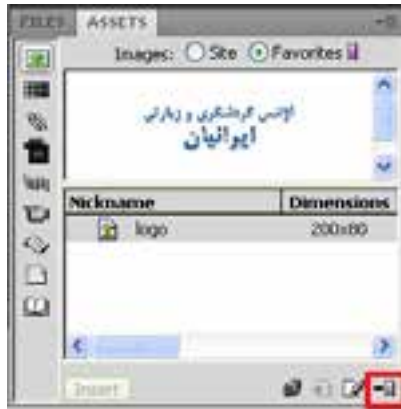 FILES ASSETS
Images: Site Favorites
آژانس گردشگری و زیارتی
ایرانیان
Nickname Dimensions
logo 200x80
Insert